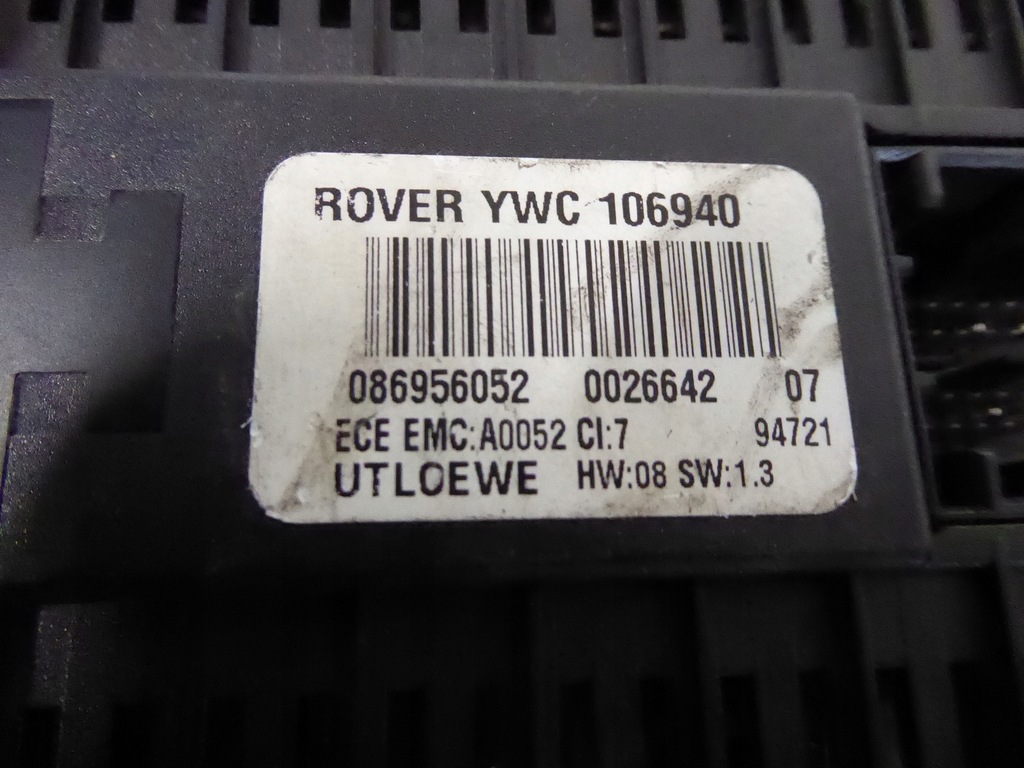 ROVER YWC 106940
086956052 0026642 07
ECE EMC:A0052 CI:7 94721
UTLOEWE HW:08 SW:1.3